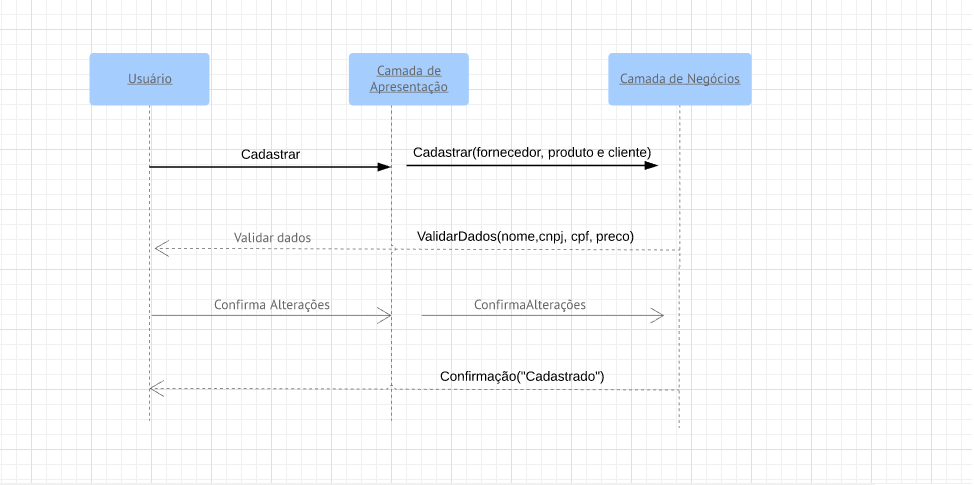 Usuário
Camada de
Apresentação
Camada de Negócios
Cadastrar
Cadastrar(fornecedor, produto e cliente)
Validar dados
ValidarDados(nome,cnpj, cpf, preco)
Confirma Alterações
ConfirmaAlterações
Confirmação("Cadastrado")